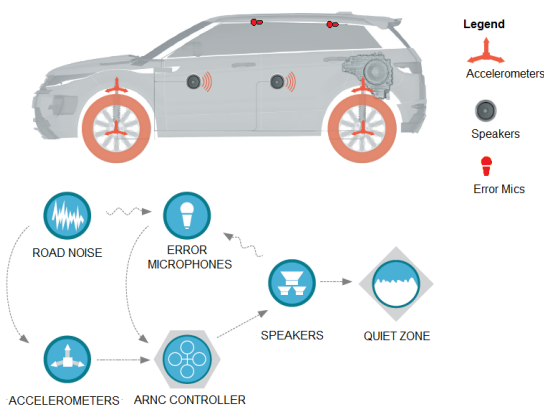 Legend
Accelerometers
Speakers
Error Mics
ROAD NOISE
ERROR
MICROPHONES
SPEAKERS
QUIET ZONE
ACCELEROMETERS
ARNC CONTROLLER